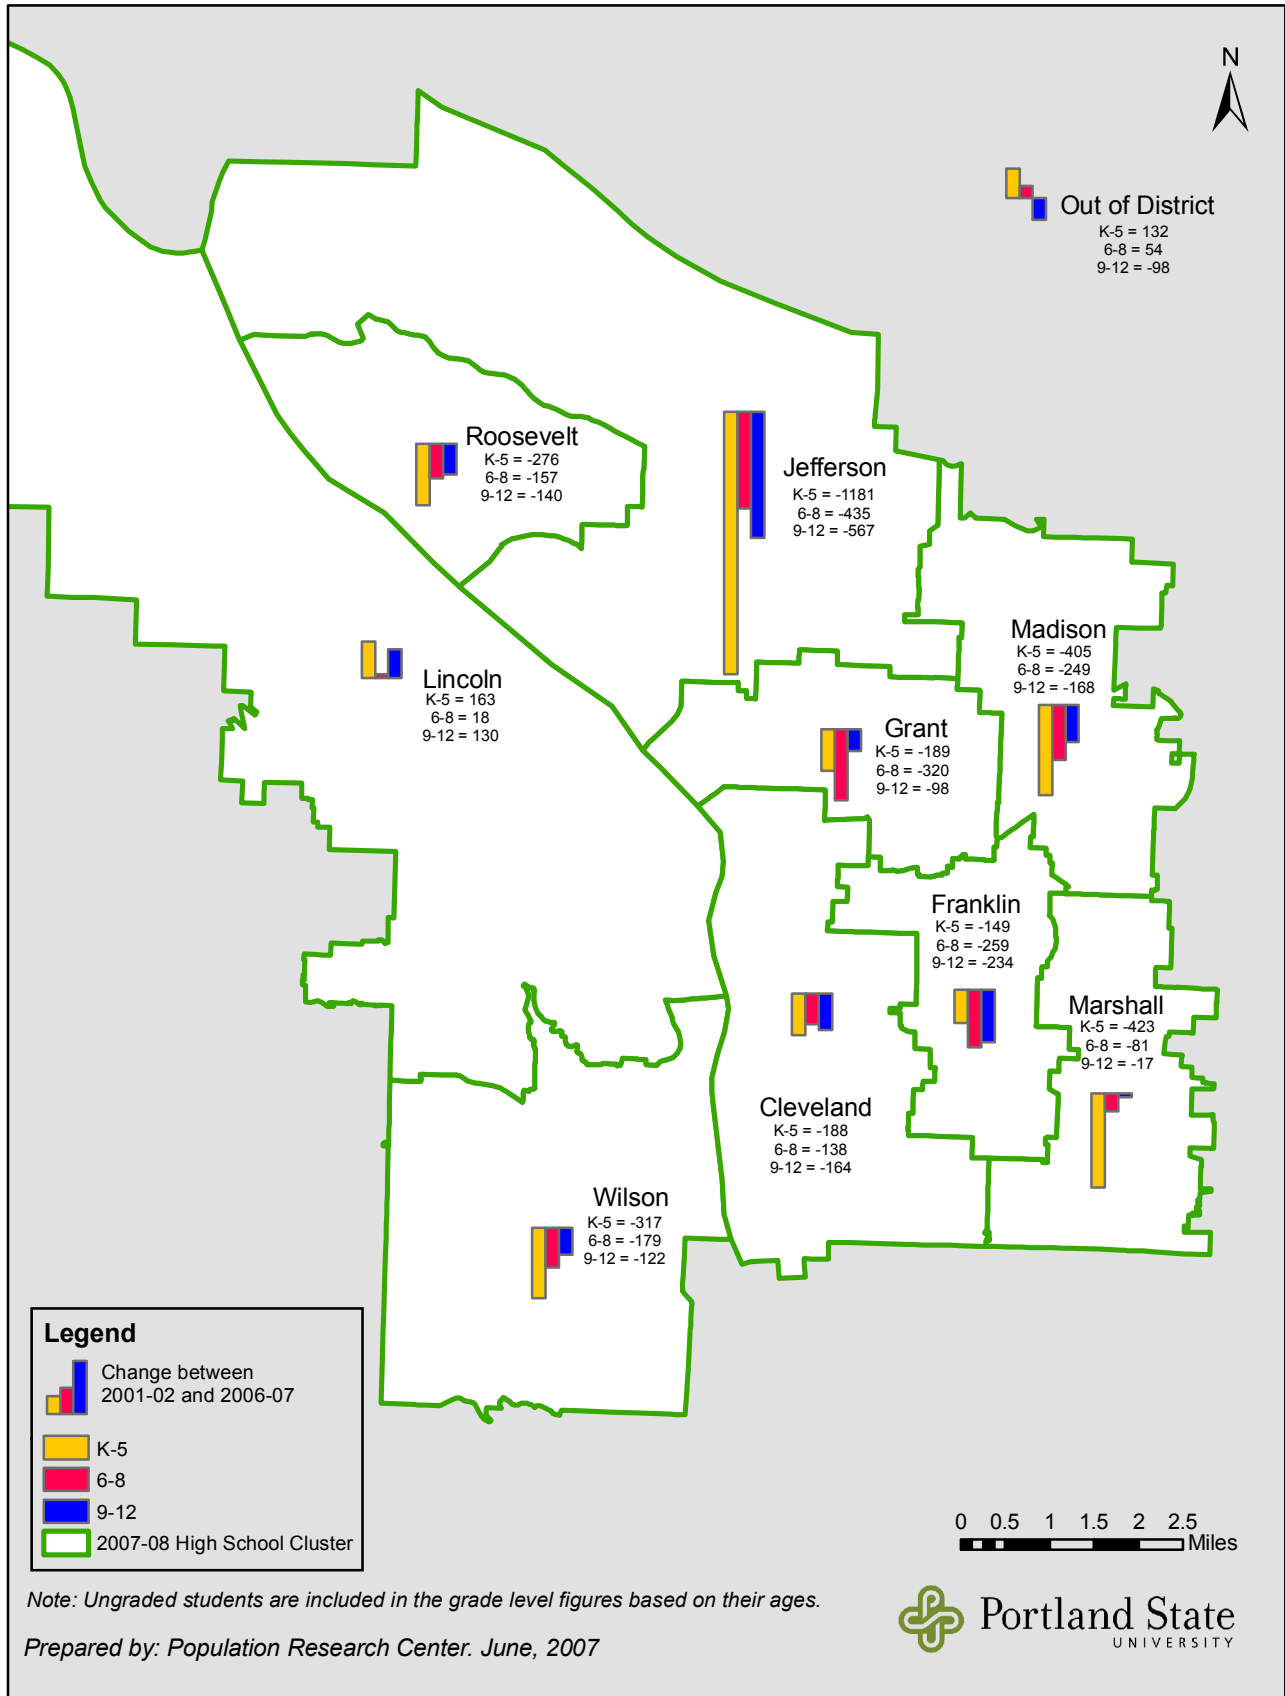 N
Out of District
K-5 = 132
6-8 = 54
9-12 = -98
Roosevelt
K-5 = -276
6-8 = -157
9-12 = -140
Jefferson
K-5 = -1181
6-8 = -435
9-12 = -567
Madison
K-5 = -405
6-8 = -249
9-12 = -168
Lincoln
K-5 = 163
6-8 = 18
9-12 = 130
Grant
K-5 = -189
6-8 = -320
9-12 = -98
Franklin
K-5 = -149
6-8 = -259
9-12 = -234
Marshall
K-5 = -423
6-8 = -81
9-12 = -17
Cleveland
K-5 = -188
6-8 = -138
9-12 = -164
Wilson
K-5 = -317
6-8 = -179
9-12 = -122
Legend
Change between
2001-02 and 2006-07
K-5
6-8
9-12
2007-08 High School Cluster
0 0.5 1 1.5 2 2.5
Miles
Note: Ungraded students are included in the grade level figures based on their ages.
Prepared by: Population Research Center. June, 2007
Portland State
UNIVERSITY